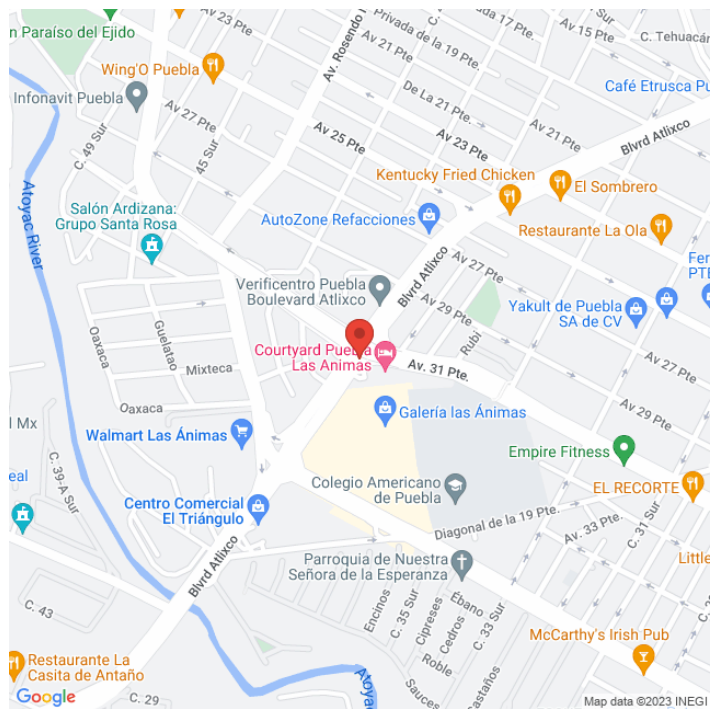 n Paraíso del Ejido
Wing'O Puebla
Infonavit Puebla
Av. Rosendo
Privada de la 19 Pte.
Av 15 Pte
C. Tehuacán
Av 21 Pte
De La 21 Pte.
Café Etrusca Pu
Av 27 Pte
Av 25 Pte
Av 23 Pte
Av 21 Pte
Blvrd Atlixco
C. 49 Sur
45 Sur
Atoyac River
Kentucky Fried Chicken
El Sombrero
Salón Ardizana:
Grupo Santa Rosa
AutoZone Refacciones
Restaurante La Ola
Verificentro Puebla
Boulevard Atlixco
Blvrd Atlixco
Av 27 Pte
Av 29 Pte
Fer
PTE
Yakult de Puebla
SA de CV
Oaxaca
Guelatao
Mixteca
Courtyard Puebla
Las Animas
Av. 31 Pte.
Rubí
Av 27 Pte
Oaxaca
Galería las Ánimas
Av 29 Pte
l Mx
Walmart Las Ánimas
Empire Fitness
C. 39-A Sur
eal
Colegio Americano
de Puebla
EL RECORTE
Centro Comercial
El Triángulo
Diagonal de la 19 Pte.
Av. 33 Pte.
C. 31 Sur
Blvrd Atlixco
Parroquia de Nuestra
Señora de la Esperanza
Little
C. 43
Encinos
C. 35 Sur
Cipreses
Cedros
Ébano
C. 33 Sur
McCarthy's Irish Pub
Roble
Restaurante La
Casita de Antaño
Sauces
Castaños
C. 29
Atoyac
Google
Map data ©2023 INEGI